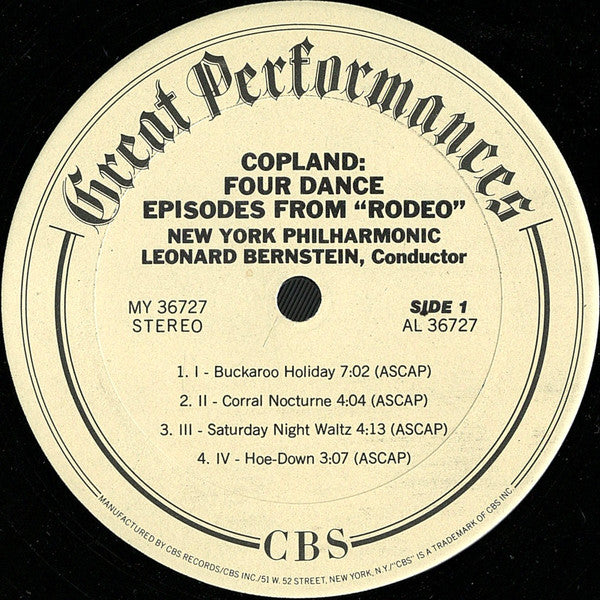 Great Performances
COPLAND:
FOUR DANCE
EPISODES FROM “RODEO”
NEW YORK PHILHARMONIC
LEONARD BERNSTEIN, Conductor
MY 36727
STEREO
SIDE 1
AL 36727
1. I - Buckaroo Holiday 7:02 (ASCAP)
2. II - Corral Nocturne 4:04 (ASCAP)
3. III - Saturday Night Waltz 4:13 (ASCAP)
4. IV - Hoe-Down 3:07 (ASCAP)
CBS
MANUFACTURED BY CBS RECORDS/CBS INC./51 W. 52 STREET, NEW YORK, N.Y./"CBS" IS A TRADEMARK OF CBS INC.